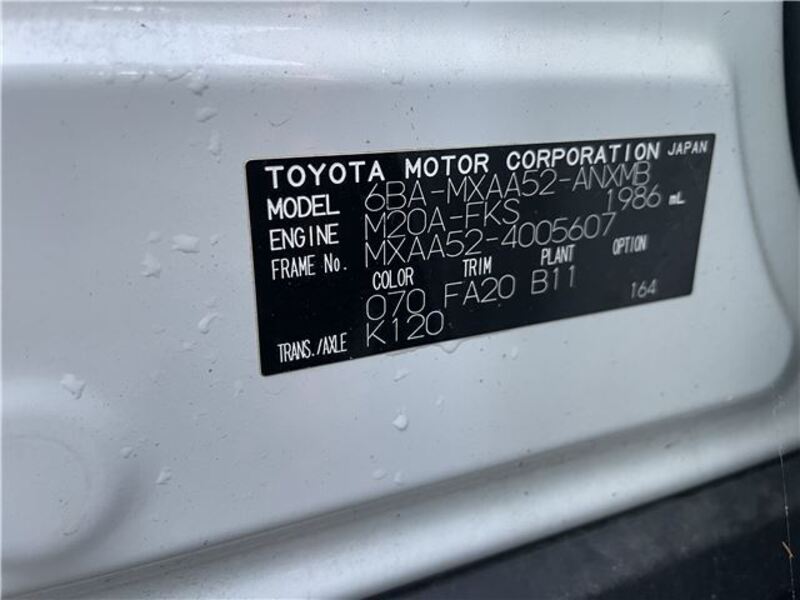 TOYOTA MOTOR CORPORATION JAPAN
MODEL 6BA-MXAA52-ANXMB
ENGINE M20A-FKS 1986 mL
FRAME No. MXAA52-4005607
COLOR TRIM PLANT OPTION
070 FA20 B11 164
TRANS./AXLE K120